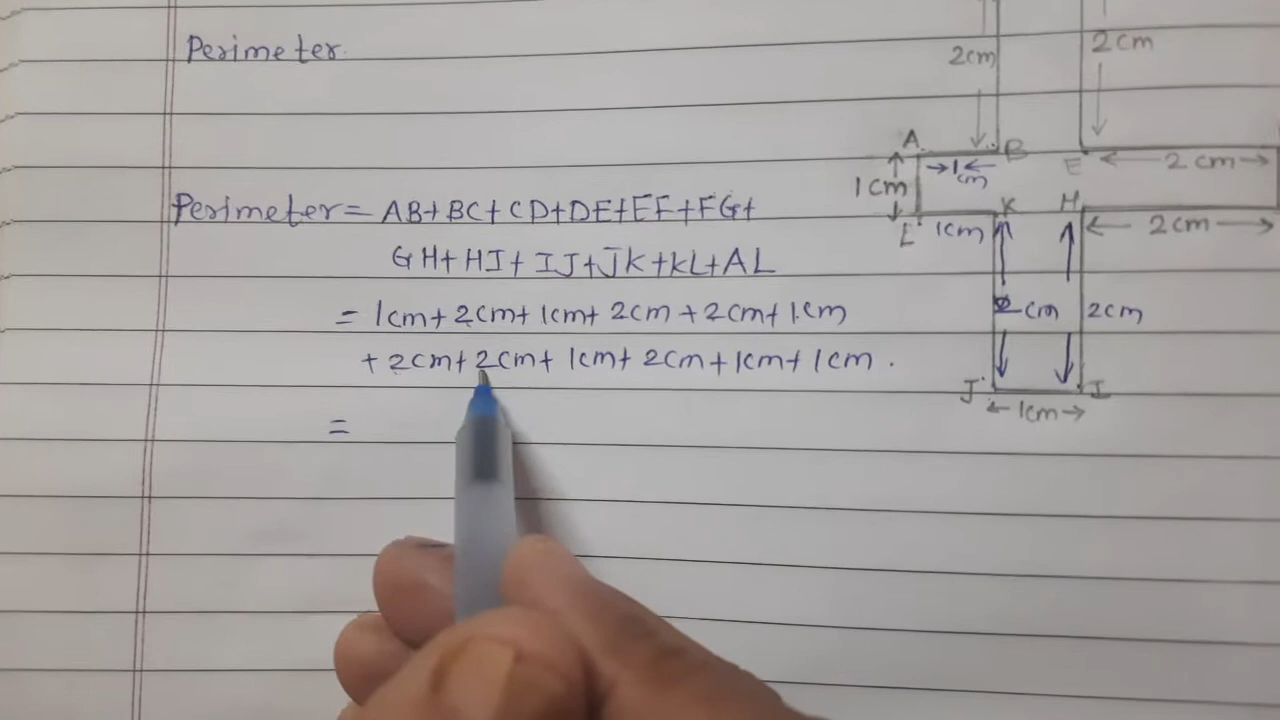 Perimeter.
2cm
2cm
A
B
E
2 cm
→1←
cm
1cm
Perimeter = AB+BC+CD+DE+EF+FG+
L
1cm
K
H
2cm
GH+HI+IJ+JK+KL+AL
= 1cm+2cm+1cm+2cm+2cm+1cm
2cm
2cm
+2cm+2cm+1cm+2cm+1cm+1cm.
J
I
1cm
=